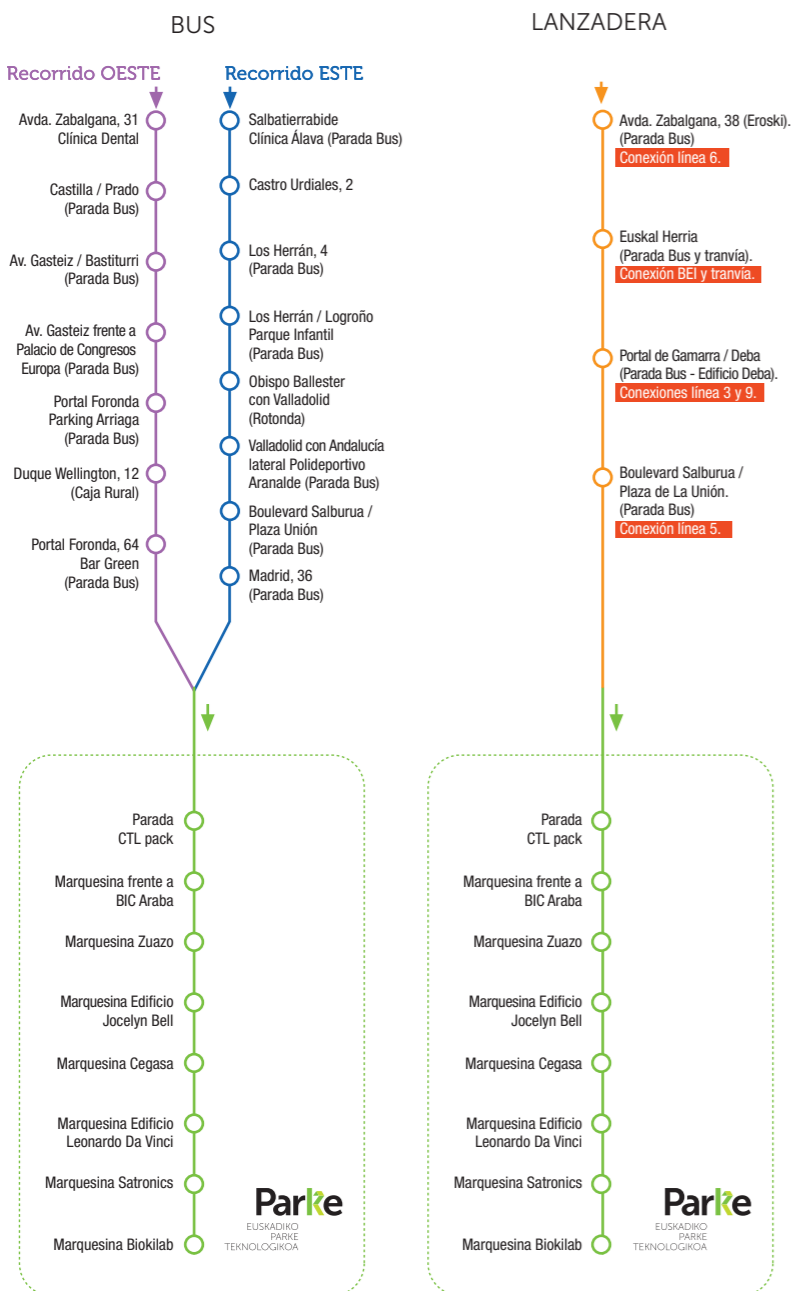 BUS
Recorrido OESTE
Avda. Zabalgana, 31
Clínica Dental
Castilla / Prado
(Parada Bus)
Av. Gasteiz / Bastiturri
(Parada Bus)
Av. Gasteiz frente a
Palacio de Congresos
Europa (Parada Bus)
Portal Foronda
Parking Arriaga
(Parada Bus)
Duque Wellington, 12
(Caja Rural)
Portal Foronda, 64
Bar Green
(Parada Bus)
Recorrido ESTE
Salbatierrabide
Clínica Álava (Parada Bus)
Castro Urdiales, 2
Los Herrán, 4
(Parada Bus)
Los Herrán / Logroño
Parque Infantil
(Parada Bus)
Obispo Ballester
con Valladolid
(Rotonda)
Valladolid con Andalucía
lateral Polideportivo
Aranalde (Parada Bus)
Boulevard Salburua /
Plaza Unión
(Parada Bus)
Madrid, 36
(Parada Bus)
Parada
CTL pack
Marquesina frente a
BIC Araba
Marquesina Zuazo
Marquesina Edificio
Jocelyn Bell
Marquesina Cegasa
Marquesina Edificio
Leonardo Da Vinci
Marquesina Satronics
Marquesina Biokilab
Parke
EUSKADIKO
PARKE
TEKNOLOGIKOA
LANZADERA
Avda. Zabalgana, 38 (Eroski).
(Parada Bus)
Conexión línea 6.
Euskal Herria
(Parada Bus y tranvía).
Conexión BEI y tranvía.
Portal de Gamarra / Deba
(Parada Bus - Edificio Deba).
Conexiones línea 3 y 9.
Boulevard Salburua /
Plaza de La Unión.
(Parada Bus)
Conexión línea 5.
Parada
CTL pack
Marquesina frente a
BIC Araba
Marquesina Zuazo
Marquesina Edificio
Jocelyn Bell
Marquesina Cegasa
Marquesina Edificio
Leonardo Da Vinci
Marquesina Satronics
Marquesina Biokilab
Parke
EUSKADIKO
PARKE
TEKNOLOGIKOA